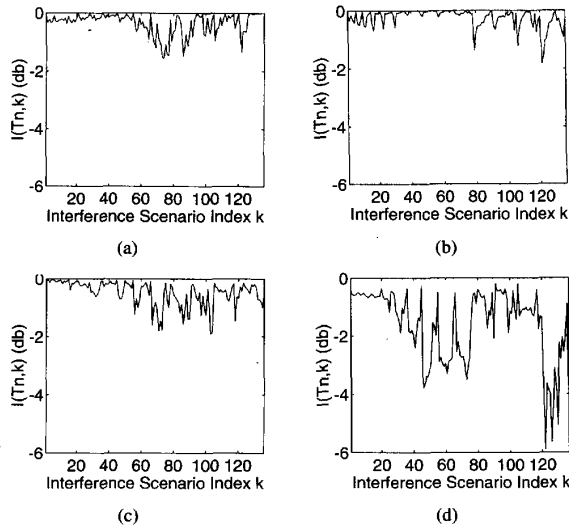 0
-2
-4
-6
I(Tn,k) (db)
20 40 60 80 100 120
Interference Scenario Index k
(a)
0
-2
-4
-6
I(Tn,k) (db)
20 40 60 80 100 120
Interference Scenario Index k
(b)
0
-2
-4
-6
I(Tn,k) (db)
20 40 60 80 100 120
Interference Scenario Index k
(c)
0
-2
-4
-6
I(Tn,k) (db)
20 40 60 80 100 120
Interference Scenario Index k
(d)